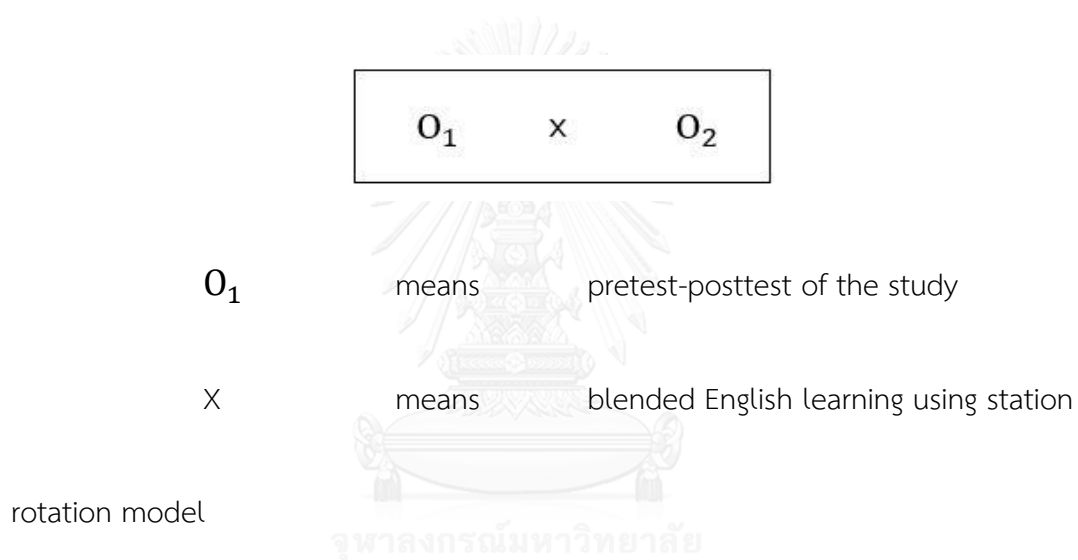 O₁ x O₂
O₁ means pretest-posttest of the study
X means blended English learning using station
rotation model
จุฬาลงกรณ์มหาวิทยาลัย